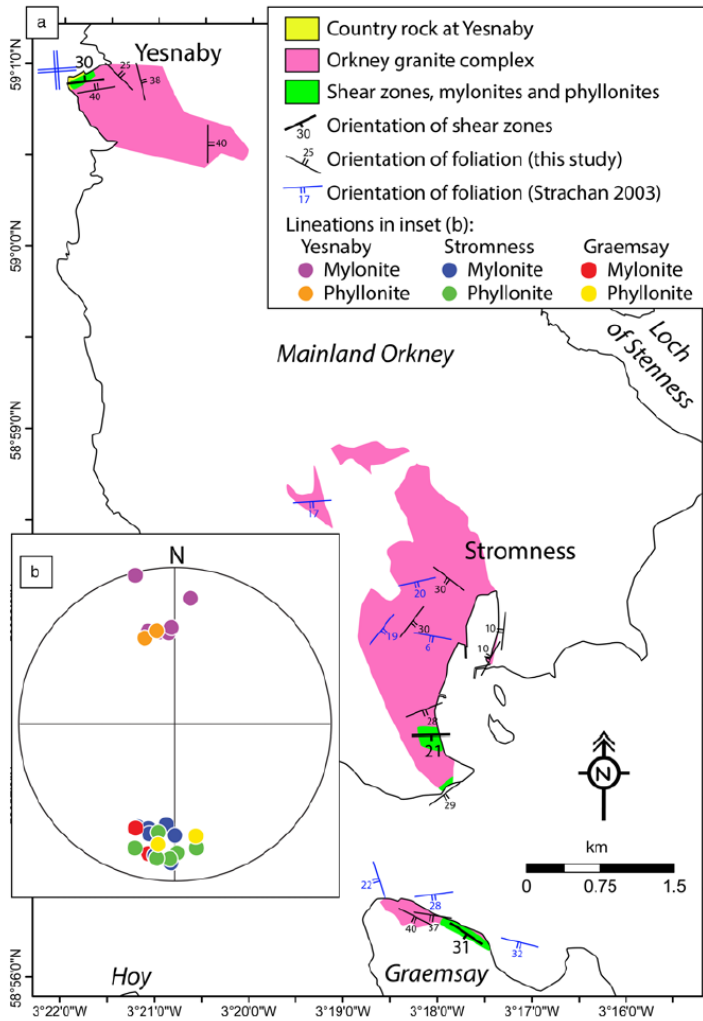 a
Yesnaby
30
25
38
40
40
Country rock at Yesnaby
Orkney granite complex
Shear zones, mylonites and phyllonites
30 Orientation of shear zones
25 Orientation of foliation (this study)
17 Orientation of foliation (Strachan 2003)
Lineations in inset (b):
Yesnaby Stromness Graemsay
Mylonite Mylonite Mylonite
Phyllonite Phyllonite Phyllonite
59°1'0"N
59°0'0"N
58°59'0"N
58°56'0"N
Mainland Orkney
Loch
of Stenness
17
Stromness
20
30
30
19
6
10
10
28
21
29
b
N
N
km
0 0.75 1.5
22
28
40
37
31
32
Hoy
Graemsay
3°22'0"W 3°21'0"W 3°20'0"W 3°19'0"W 3°18'0"W 3°17'0"W 3°16'0"W